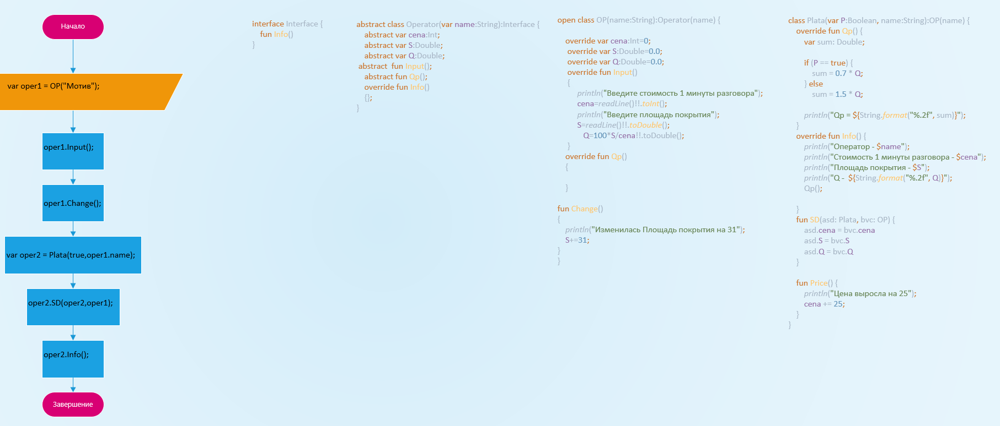 Начало
var oper1 = OP("Мотив");
oper1.Input();
oper1.Change();
var oper2 = Plata(true,oper1.name);
oper2.SD(oper2,oper1);
oper2.Info();
Завершение
interface Interface {
fun Info()
}
abstract class Operator(var name:String):Interface {
abstract var cena:Int;
abstract var S:Double;
abstract var Q:Double;
abstract  fun Input();
abstract fun Qp();
override fun Info()
{};
}
open class OP(name:String):Operator(name) {
override var cena:Int=0;
override var S:Double=0.0;
override var Q:Double=0.0;
override fun Input()
{
println("Введите стоимость 1 минуты разговора");
cena=readLine()!!.toInt();
println("Введите площадь покрытия");
S=readLine()!!.toDouble();
Q=100*S/cena!!.toDouble();
}
override fun Qp()
{
}
fun Change()
{
println("Изменилась Площадь покрытия на 31");
S+=31;
}
}
class Plata(var P:Boolean, name:String):OP(name) {
override fun Qp() {
var sum: Double;
if (P == true) {
sum = 0.7 * Q;
} else
sum = 1.5 * Q;
println("Qp = ${String.format("%.2f", sum)}");
}
override fun Info() {
println("Оператор - $name");
println("Стоимость 1 минуты разговора - $cena");
println("Площадь покрытия - $S");
println("Q -  ${String.format("%.2f", Q)}");
Qp();
}
fun SD(asd: Plata, bvc: OP) {
asd.cena = bvc.cena
asd.S = bvc.S
asd.Q = bvc.Q
}
fun Price() {
println("Цена выросла на 25");
cena += 25;
}
}